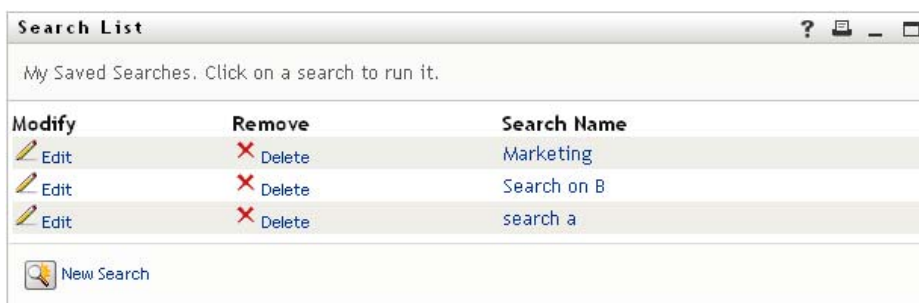 Search List ?
My Saved Searches. Click on a search to run it.
Modify Remove Search Name
Edit Delete Marketing
Edit Delete Search on B
Edit Delete search a
New Search